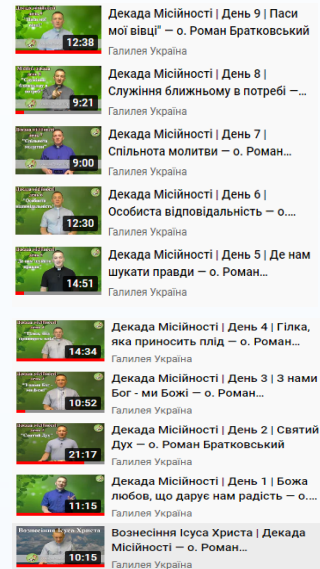 Декада Місійності | День 9 | Паси
мої вівці" — о. Роман Братковський
12:38
Галилея Україна
Декада Місійності | День 8 |
Служіння ближньому в потребі —...
9:21
Галилея Україна
Декада Місійності | День 7 |
Спільнота молитви — о. Роман...
9:00
Галилея Україна
Декада Місійності | День 6 |
Особиста відповідальність — о....
12:30
Галилея Україна
Декада Місійності | День 5 | Де нам
шукати правди — о. Роман...
14:51
Галилея Україна
Декада Місійності | День 4 | Гілка,
яка приносить плід — о. Роман...
14:34
Галилея Україна
Декада Місійності | День 3 | З нами
Бог - ми Божі — о. Роман...
10:52
Галилея Україна
Декада Місійності | День 2 | Святий
Дух — о. Роман Братковський
21:17
Галилея Україна
Декада Місійності | День 1 | Божа
любов, що дарує нам радість — о....
11:15
Галилея Україна
Вознесіння Ісуса Христа
Вознесіння Ісуса Христа | Декада
Місійності — о. Роман...
10:15
Галилея Україна